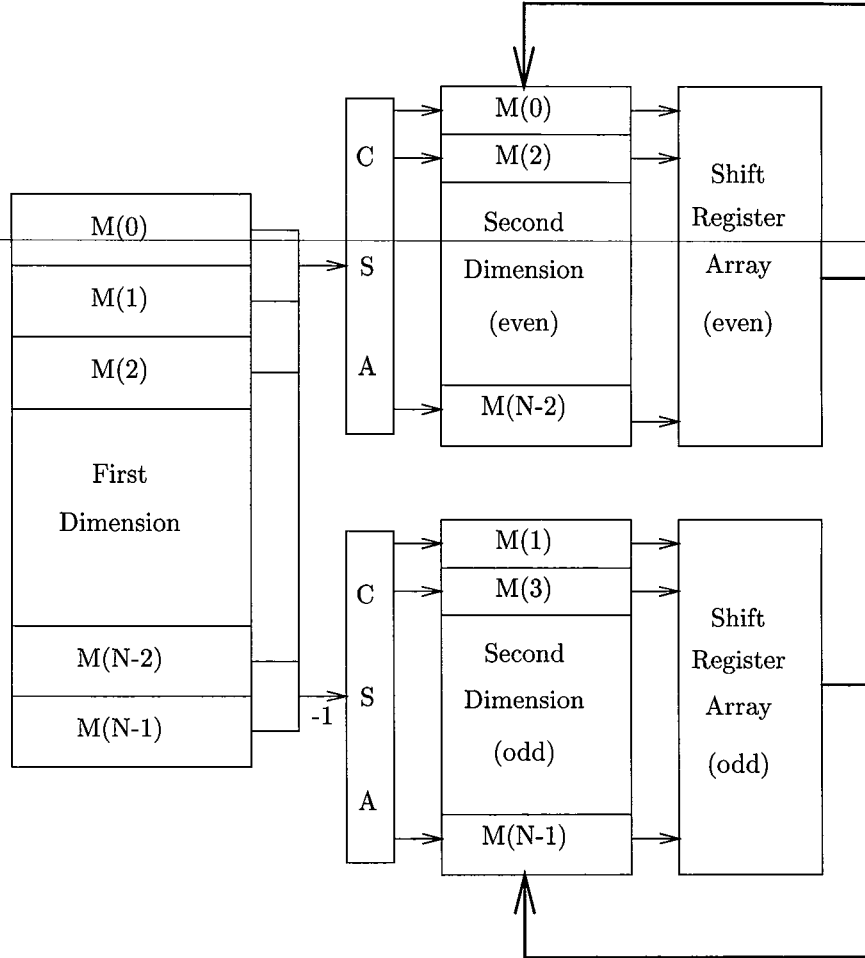 M(0)
M(1)
M(2)
First
Dimension
M(N-2)
M(N-1)
-1
C
S
A
M(0)
M(2)
Second
Dimension
(even)
M(N-2)
Shift
Register
Array
(even)
C
S
A
M(1)
M(3)
Second
Dimension
(odd)
M(N-1)
Shift
Register
Array
(odd)